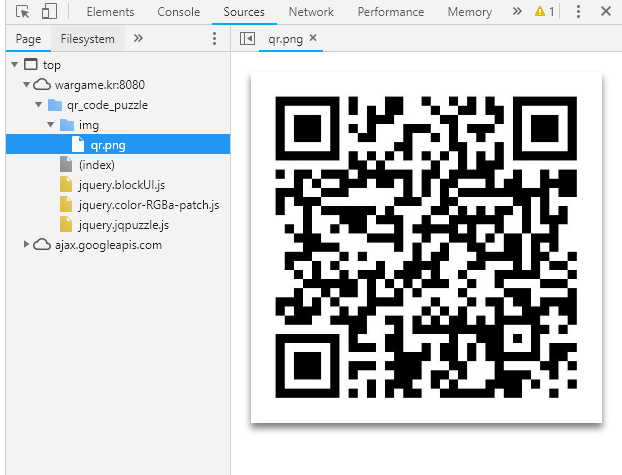 Elements Console Sources Network Performance Memory » 1
Page Filesystem »
qr.png ×
top
wargame.kr:8080
qr_code_puzzle
img
qr.png
(index)
jquery.blockUI.js
jquery.color-RGBa-patch.js
jquery.jqpuzzle.js
ajax.googleapis.com